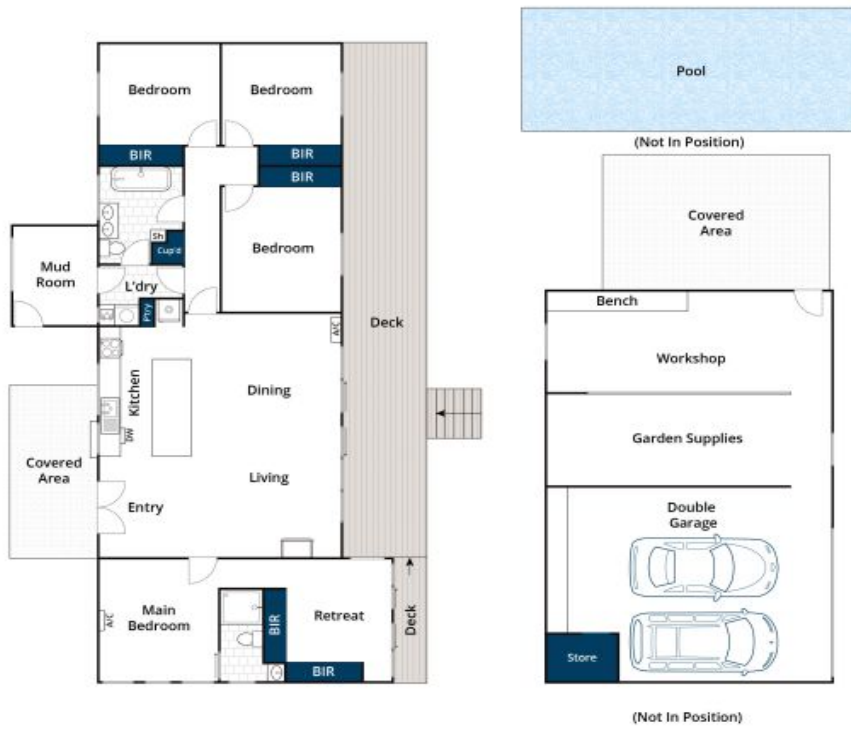 Bedroom
Bedroom
BIR
BIR
BIR
Sh
Cup'd
Bedroom
Mud
Room
L'dry
Ptry
A/C
Deck
Kitchen
Dining
DW
Covered
Area
Living
Entry
Main
Bedroom
A/C
BIR
Retreat
Deck
BIR
Pool
(Not In Position)
Covered
Area
Bench
Workshop
Garden Supplies
Double
Garage
Store
(Not In Position)